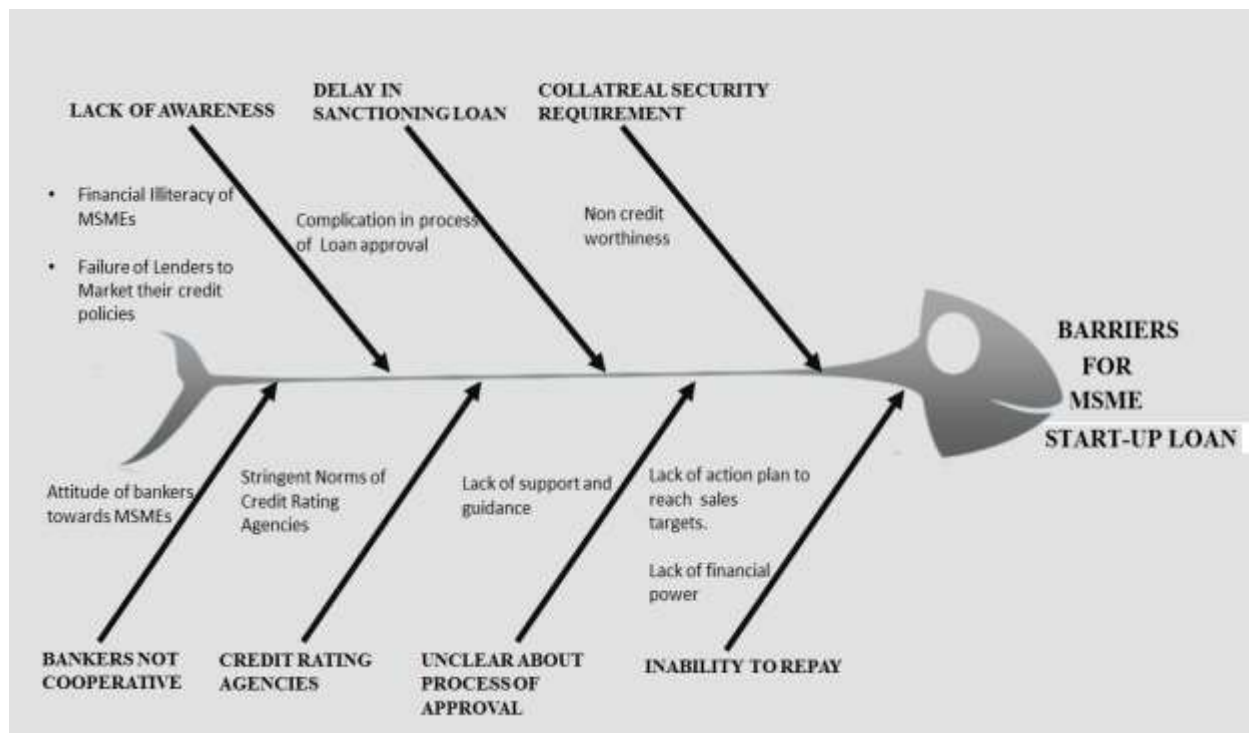 LACK OF AWARENESS
DELAY IN
SANCTIONING LOAN
COLLATREAL SECURITY
REQUIREMENT
• Financial Illiteracy of
MSMEs
• Failure of Lenders to
Market their credit
policies
Complication in process
of Loan approval
Non credit
worthiness
BARRIERS
FOR
MSME
START-UP LOAN
Attitude of bankers
towards MSMEs
Stringent Norms of
Credit Rating
Agencies
Lack of support and
guidance
Lack of action plan to
reach sales
targets.
Lack of financial
power
BANKERS NOT
COOPERATIVE
CREDIT RATING
AGENCIES
UNCLEAR ABOUT
PROCESS OF
APPROVAL
INABILITY TO REPAY